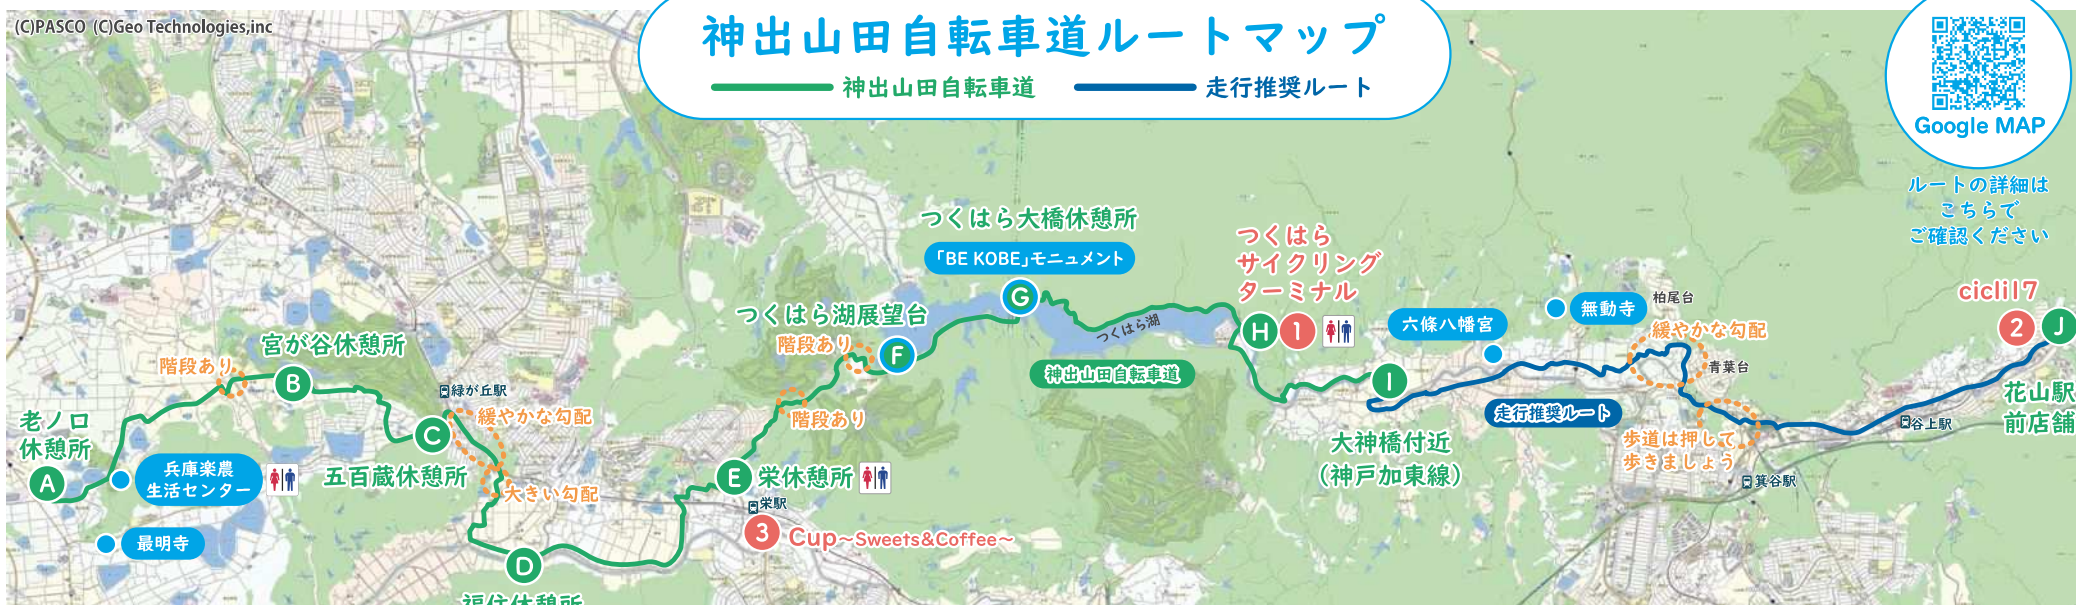 (C)PASCO (C)Geo Technologies,inc
神出山田自転車道ルートマップ
神出山田自転車道
走行推奨ルート
Google MAP
ルートの詳細は
こちらで
ご確認ください
老ノ口
休憩所
A
兵庫楽農
生活センター
最明寺
階段あり
宮が谷休憩所
B
緑が丘駅
緩やかな勾配
C
五百蔵休憩所
大きい勾配
D
福住休憩所
E
栄休憩所
栄駅
3
Cup~Sweets&Coffee~
階段あり
つくはら湖展望台
階段あり
F
つくはら大橋休憩所
「BE KOBE」モニュメント
G
つくはら湖
神出山田自転車道
つくはら
サイクリング
ターミナル
H
1
I
大神橋付近
(神戸加東線)
六條八幡宮
走行推奨ルート
無動寺
柏尾台
緩やかな勾配
青葉台
歩道は押して
歩きましょう
箕谷駅
谷上駅
cicli17
2
J
花山駅
前店舗